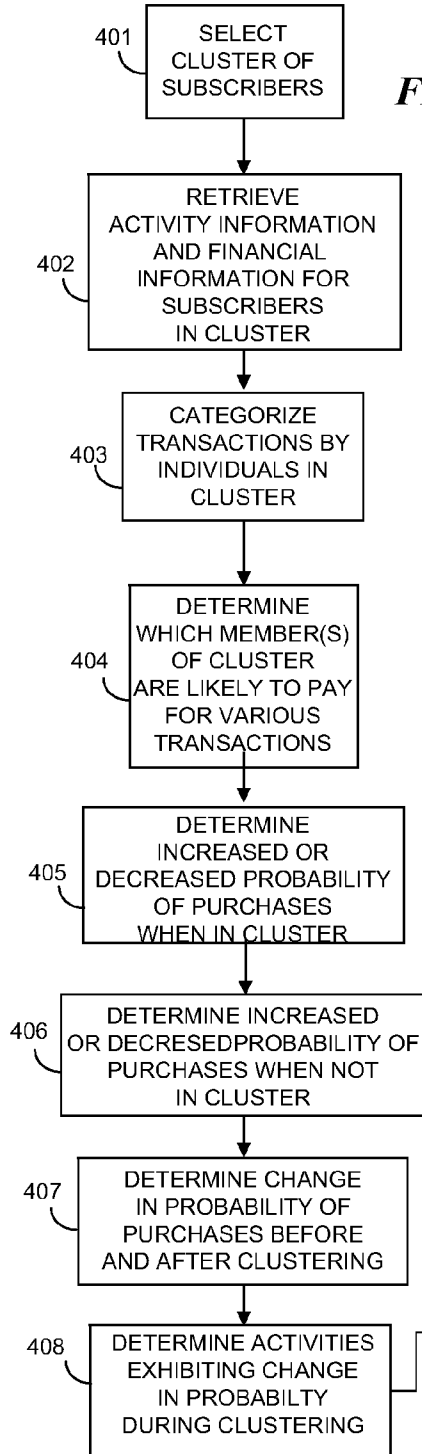 401
SELECT
CLUSTER OF
SUBSCRIBERS
402
RETRIEVE
ACTIVITY INFORMATION
AND FINANCIAL
INFORMATION FOR
SUBSCRIBERS
IN CLUSTER
403
CATEGORIZE
TRANSACTIONS BY
INDIVIDUALS IN
CLUSTER
404
DETERMINE
WHICH MEMBER(S)
OF CLUSTER
ARE LIKELY TO PAY
FOR VARIOUS
TRANSACTIONS
405
DETERMINE
INCREASED OR
DECREASED PROBABILITY
OF PURCHASES
WHEN IN CLUSTER
406
DETERMINE INCREASED
OR DECRESEDPROBABILITY OF
PURCHASES WHEN NOT
IN CLUSTER
407
DETERMINE CHANGE
IN PROBABILITY OF
PURCHASES BEFORE
AND AFTER CLUSTERING
408
DETERMINE ACTIVITIES
EXHIBITING CHANGE
IN PROBABILTY
DURING CLUSTERING